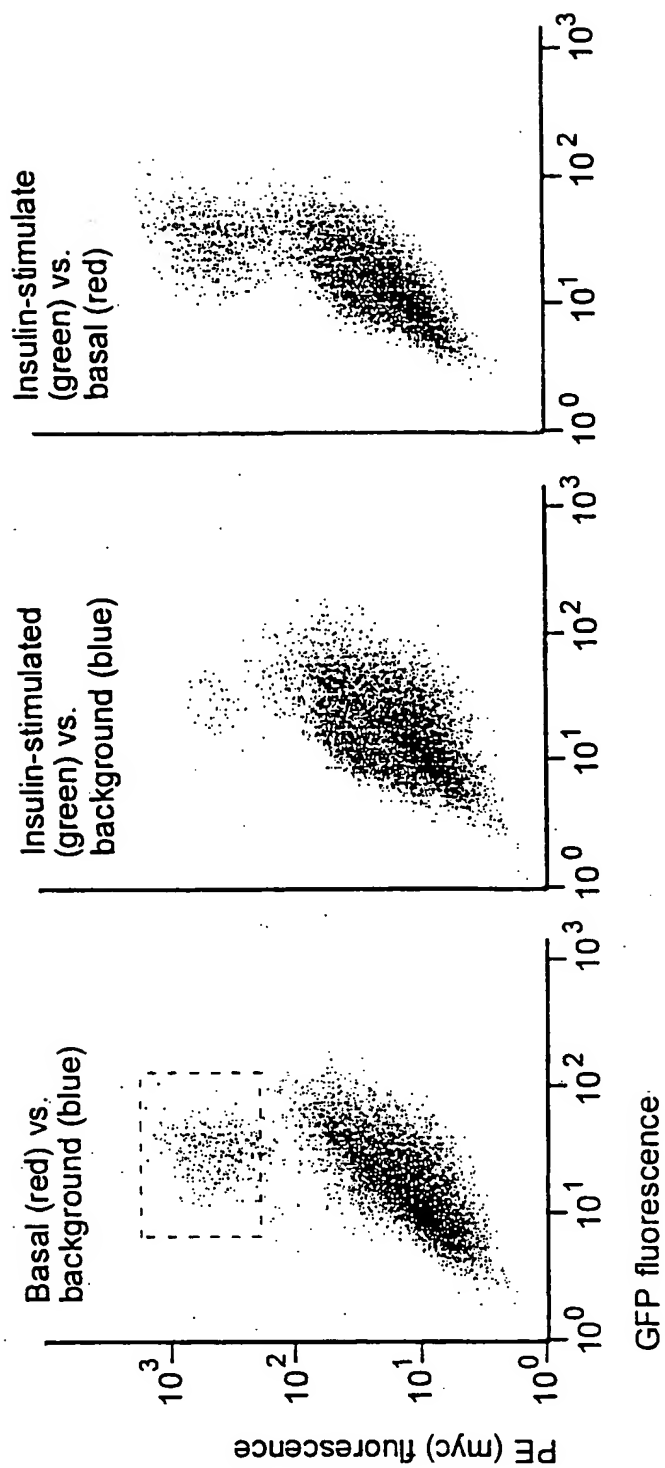 Basal (red) vs.
background (blue)
Insulin-stimulated
(green) vs.
background (blue)
Insulin-stimulate
(green) vs.
basal (red)
PE (myc) fluorescence
10^3
10^2
10^1
10^0
10^0 10^1 10^2 10^3
10^0 10^1 10^2 10^3
10^0 10^1 10^2 10^3
GFP fluorescence